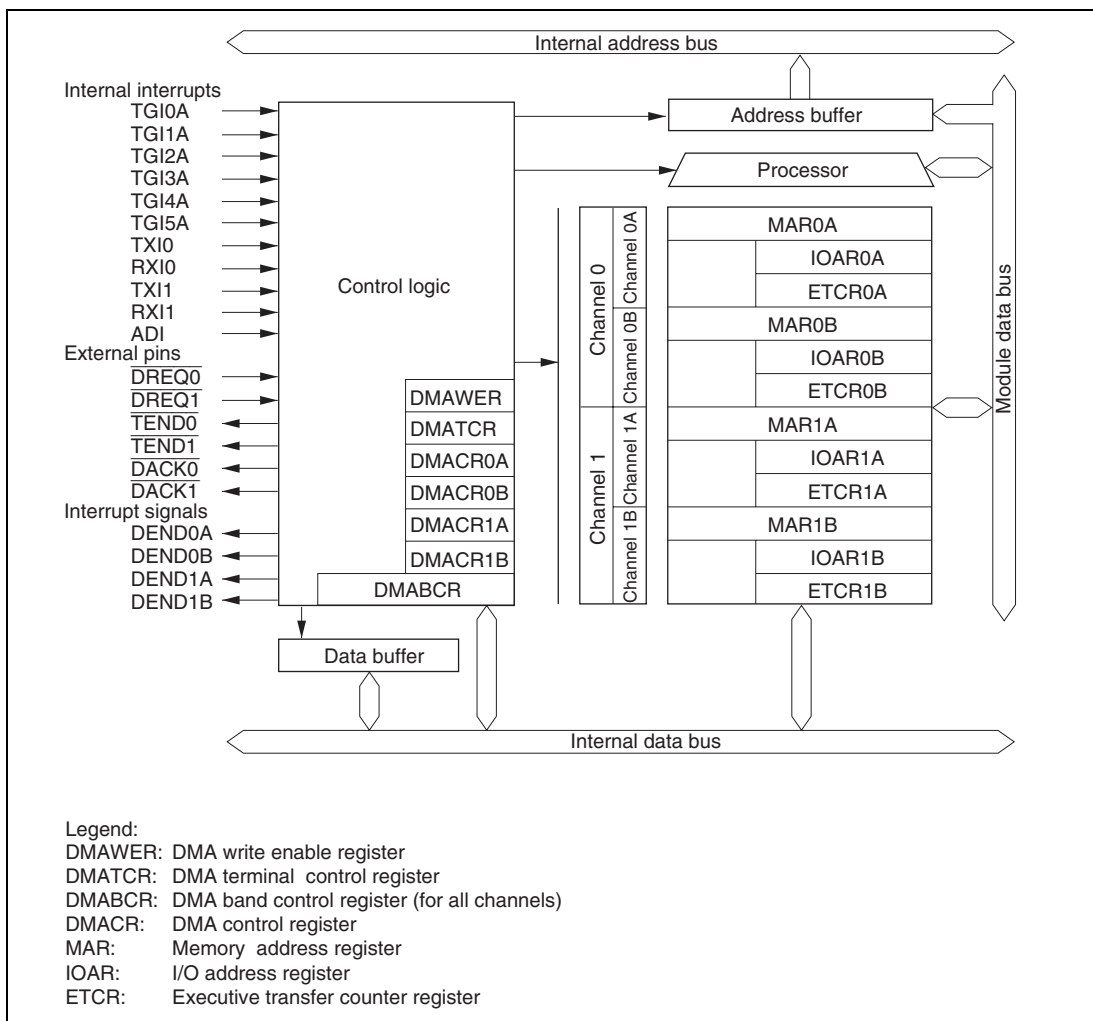 Internal address bus
Internal interrupts
TGI0A
TGI1A
TGI2A
TGI3A
TGI4A
TGI5A
TXI0
RXI0
TXI1
RXI1
ADI
External pins
DREQ0
DREQ1
TEND0
TEND1
DACK0
DACK1
Interrupt signals
DEND0A
DEND0B
DEND1A
DEND1B
Control logic
DMAWER
DMATCR
DMACR0A
DMACR0B
DMACR1A
DMACR1B
DMABCR
Data buffer
Address buffer
Processor
Channel 0
Channel 0A
Channel 0B
Channel 1
Channel 1A
Channel 1B
MAR0A
IOAR0A
ETCR0A
MAR0B
IOAR0B
ETCR0B
MAR1A
IOAR1A
ETCR1A
MAR1B
IOAR1B
ETCR1B
Module data bus
Internal data bus
Legend:
DMAWER: DMA write enable register
DMATCR: DMA terminal control register
DMABCR: DMA band control register (for all channels)
DMACR: DMA control register
MAR: Memory address register
IOAR: I/O address register
ETCR: Executive transfer counter register